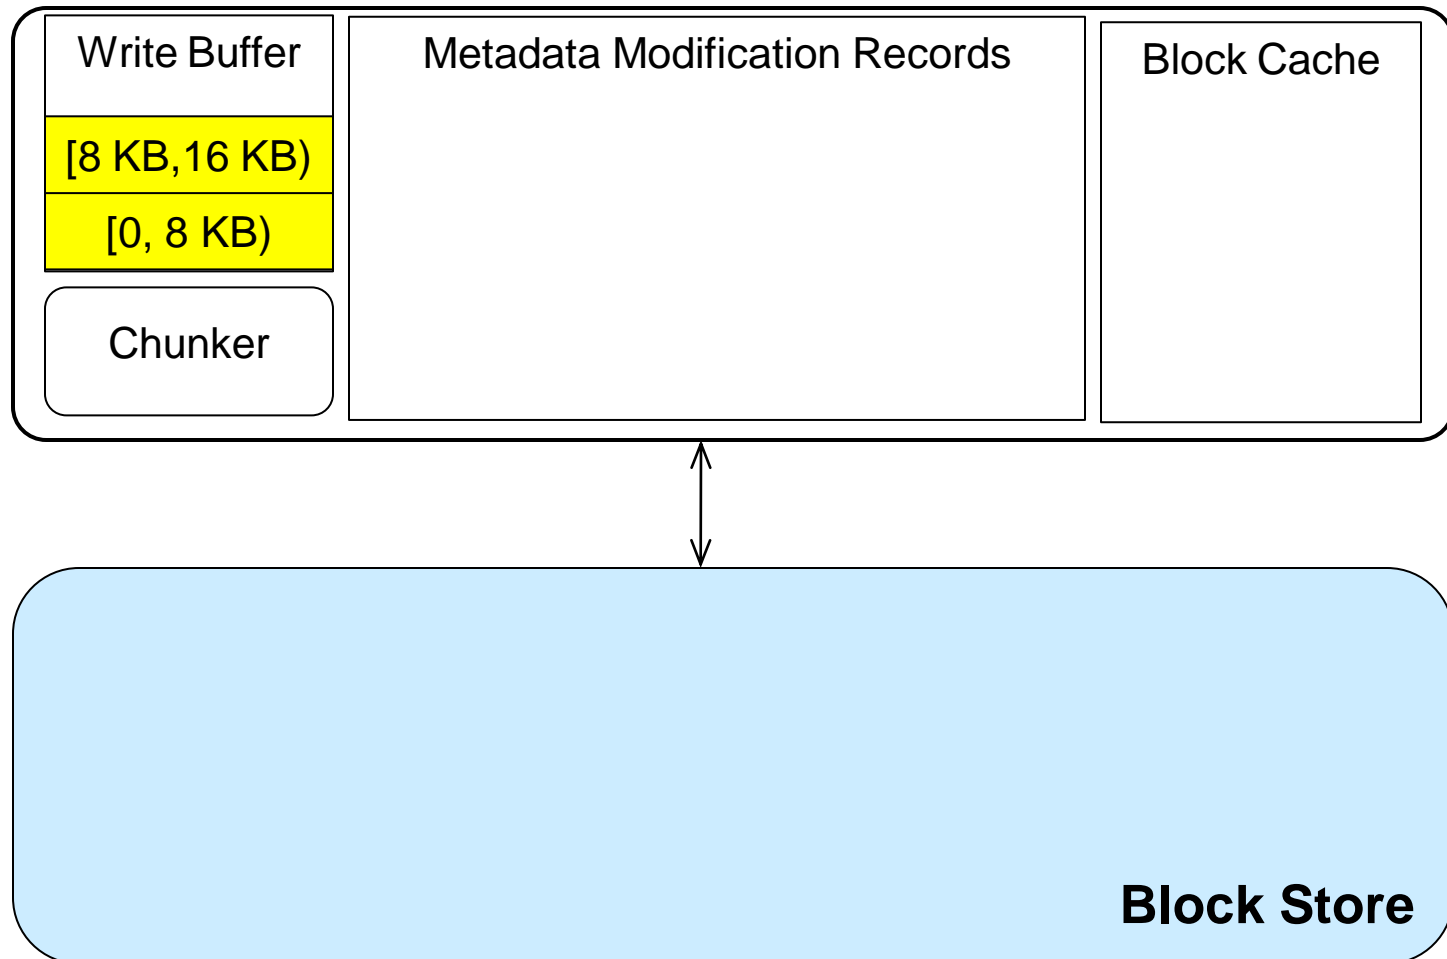 Write Buffer
[8 KB,16 KB)
[0, 8 KB)
Chunker
Metadata Modification Records
Block Cache
Block Store